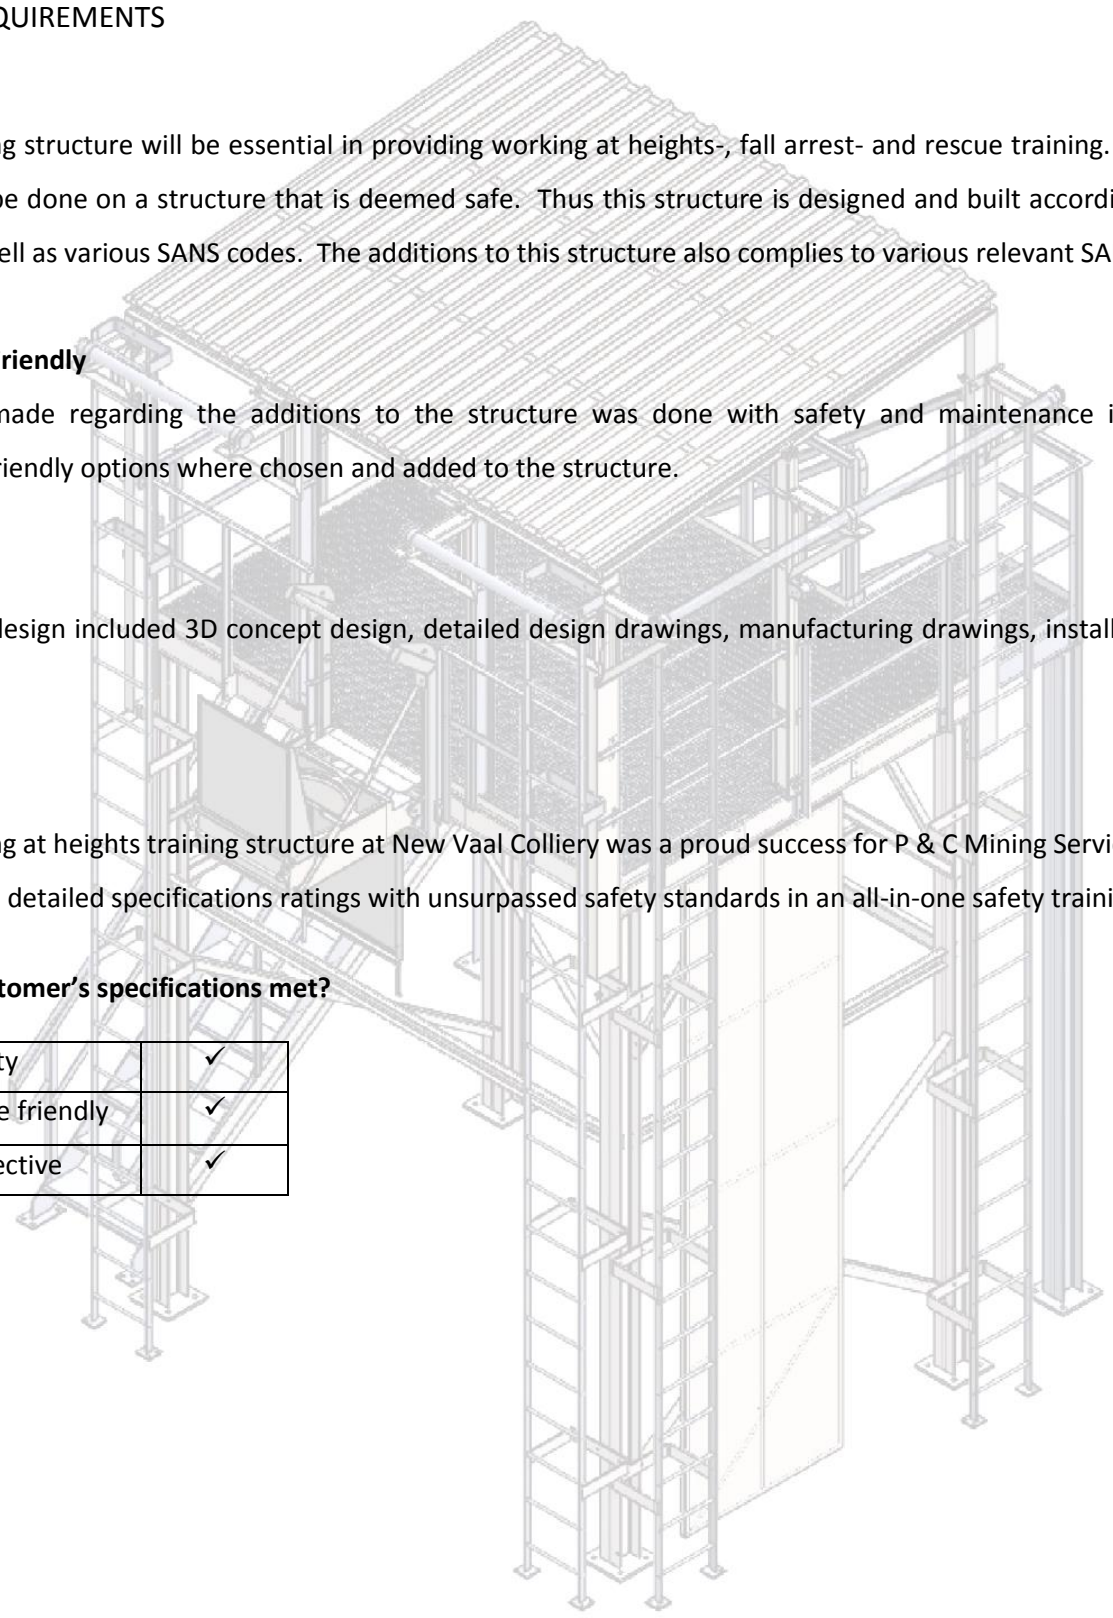 QUIREMENTS
ng structure will be essential in providing working at heights-, fall arrest- and rescue training.
be done on a structure that is deemed safe. Thus this structure is designed and built accordi
ell as various SANS codes. The additions to this structure also complies to various relevant SA
riendly
made regarding the additions to the structure was done with safety and maintenance i
riendly options where chosen and added to the structure.
design included 3D concept design, detailed design drawings, manufacturing drawings, install
ng at heights training structure at New Vaal Colliery was a proud success for P & C Mining Servic
detailed specifications ratings with unsurpassed safety standards in an all-in-one safety traini
tomer’s specifications met?
ty ✓
e friendly ✓
ective ✓